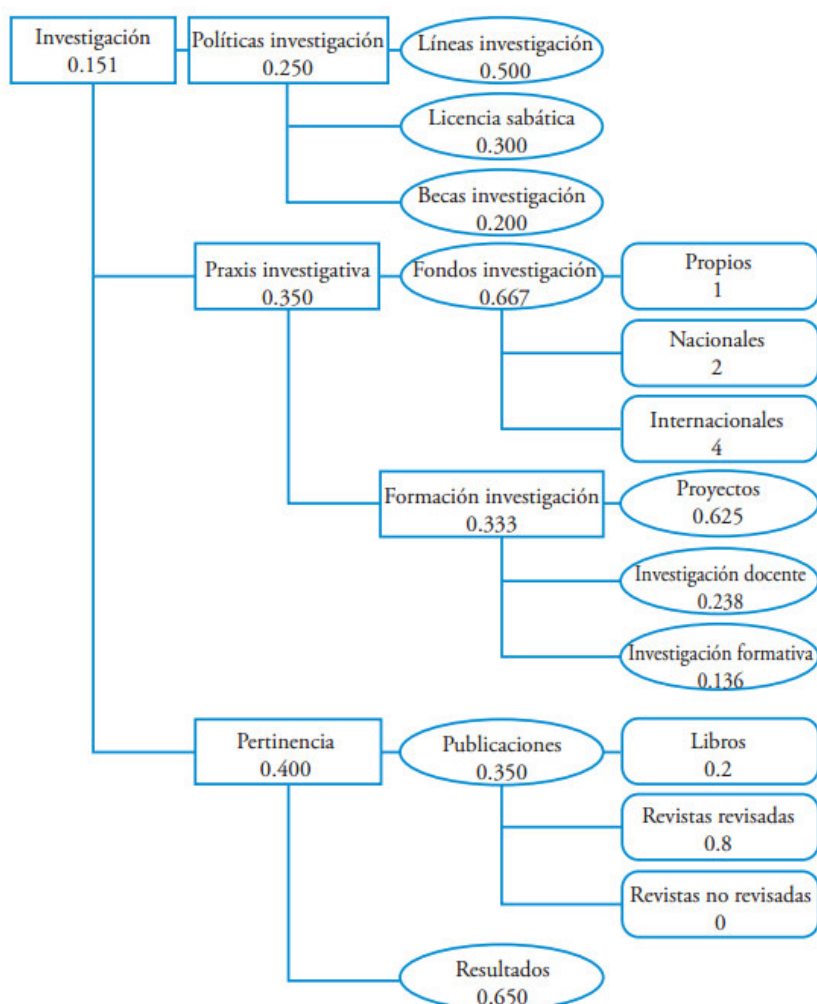 Investigación
0.151
Políticas investigación
0.250
Líneas investigación
0.500
Licencia sabática
0.300
Becas investigación
0.200
Praxis investigativa
0.350
Fondos investigación
0.667
Propios
1
Nacionales
2
Internacionales
4
Formación investigación
0.333
Proyectos
0.625
Investigación docente
0.238
Investigación formativa
0.136
Pertinencia
0.400
Publicaciones
0.350
Libros
0.2
Revistas revisadas
0.8
Revistas no revisadas
0
Resultados
0.650